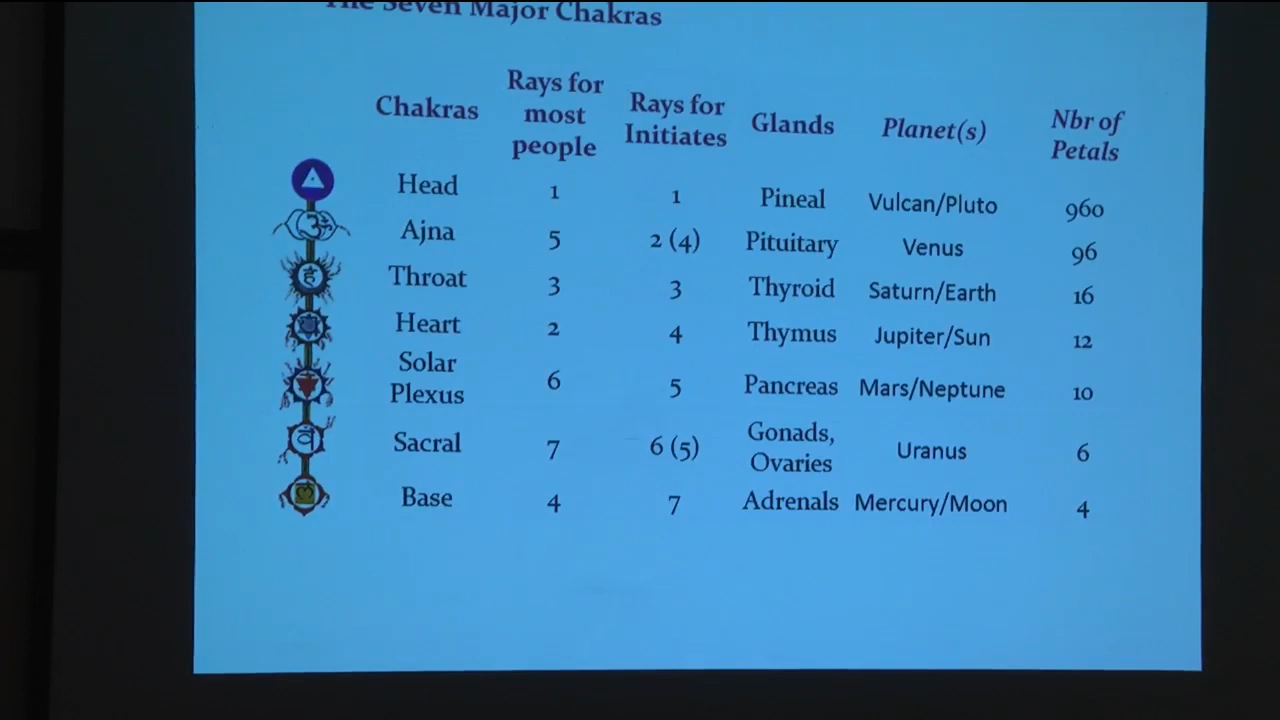 The Seven Major Chakras
Chakras Rays for most people Rays for Initiates Glands Planet(s) Nbr of Petals
Head 1 1 Pineal Vulcan/Pluto 960
Ajna 5 2 (4) Pituitary Venus 96
Throat 3 3 Thyroid Saturn/Earth 16
Heart 2 4 Thymus Jupiter/Sun 12
Solar Plexus 6 5 Pancreas Mars/Neptune 10
Sacral 7 6 (5) Gonads, Ovaries Uranus 6
Base 4 7 Adrenals Mercury/Moon 4